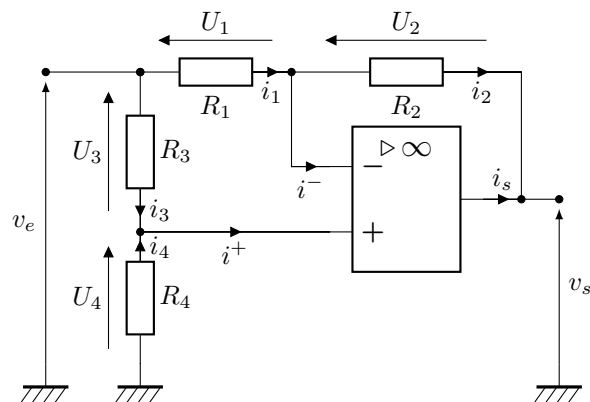 U₁
U₂
i₁
i₂
R₁
R₂
▷ ∞
U₃
R₃
i⁻
−
iₛ
i₃
vₑ
i₄
i⁺
+
U₄
R₄
vₛ